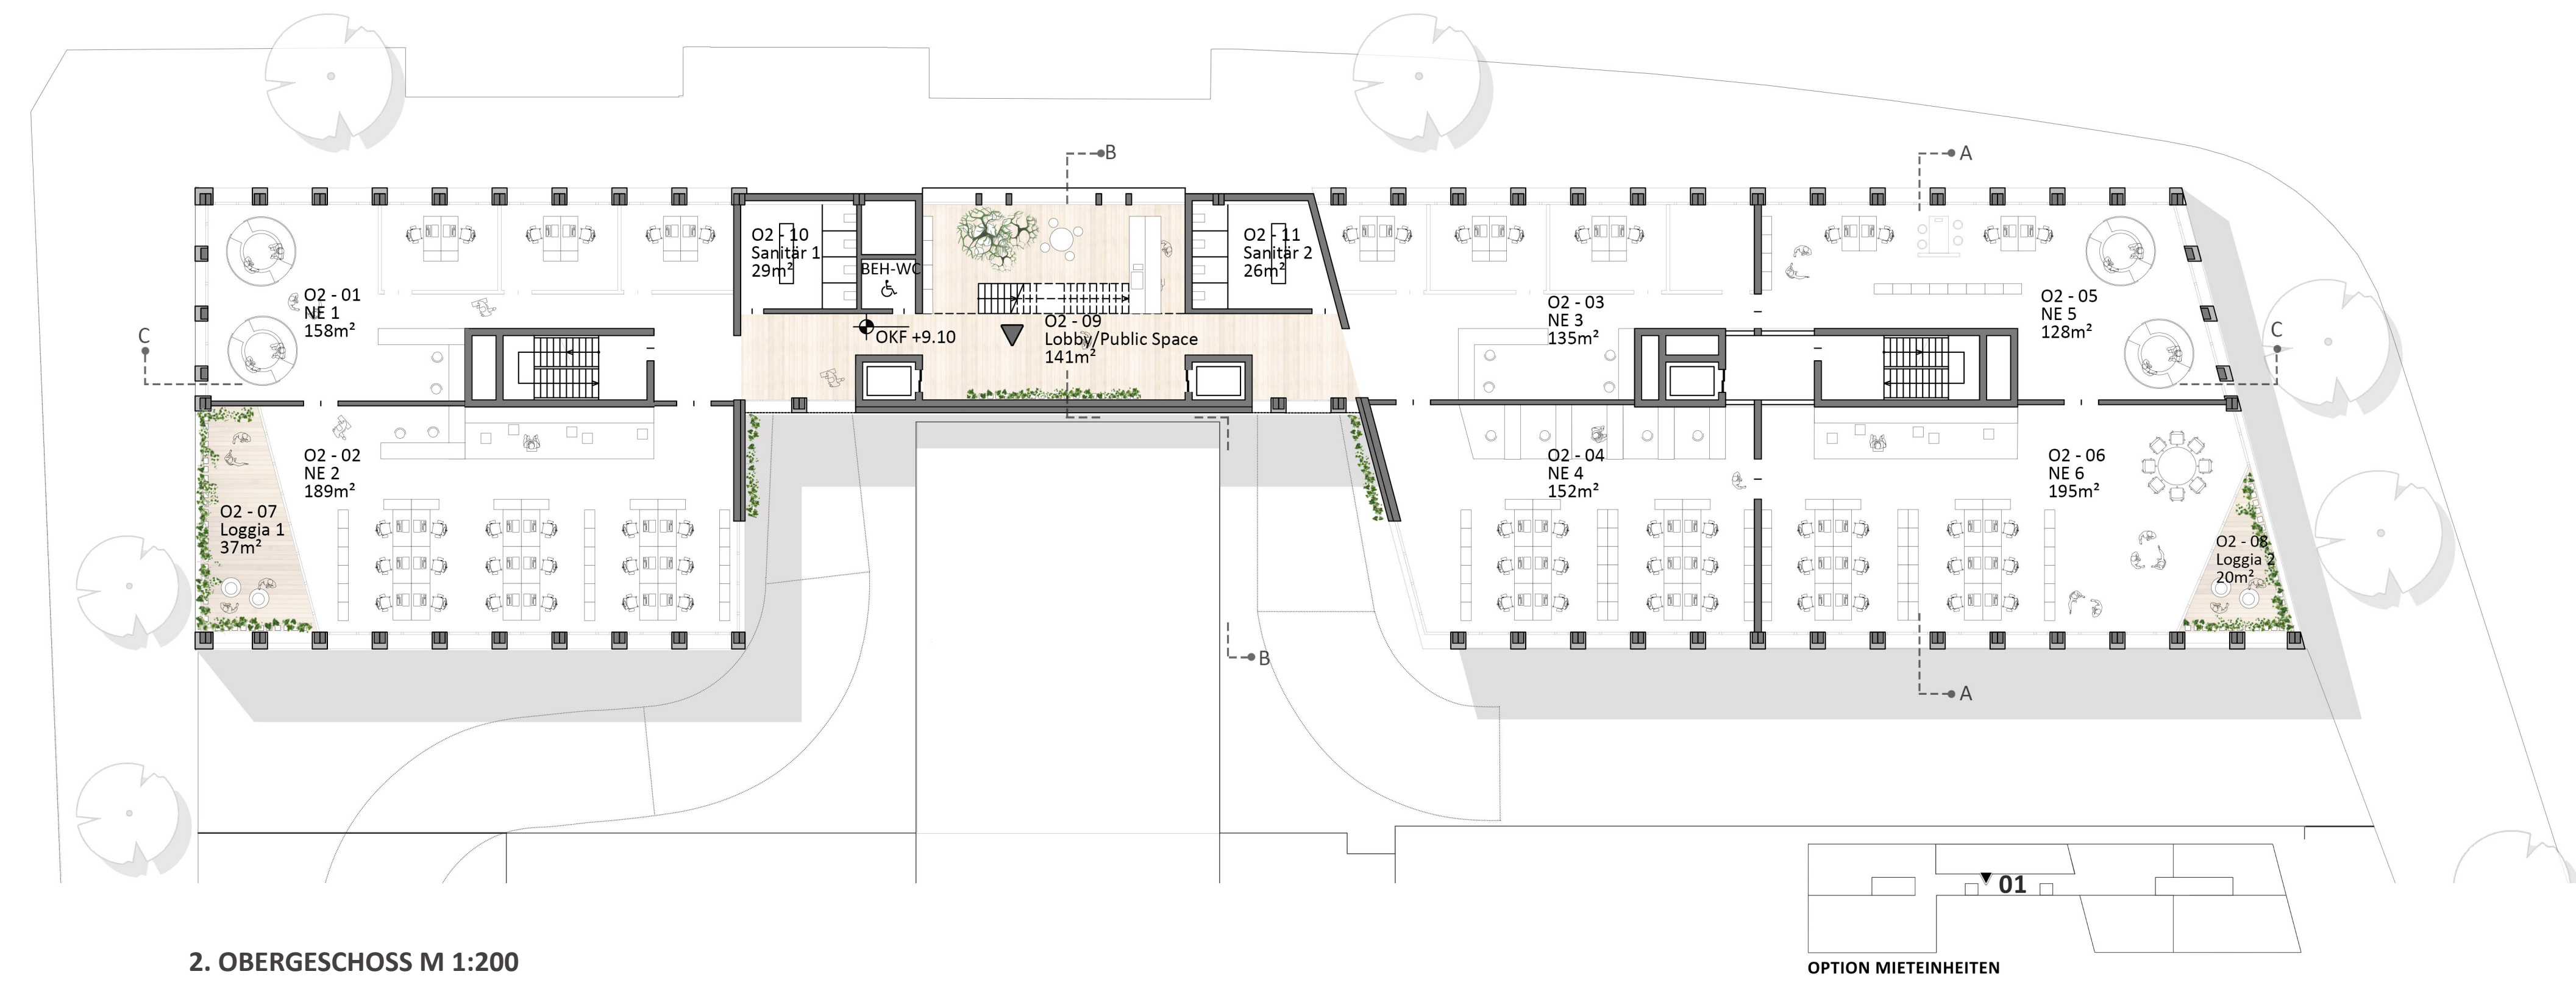 B
A
O2 - 10
Sanitär 1
29m²
BEH-WC
O2 - 11
Sanitär 2
26m²
O2 - 01
NE 1
158m²
O2 - 03
NE 3
135m²
O2 - 05
NE 5
128m²
C
C
OKF +9.10
O2 - 09
Lobby/Public Space
141m²
O2 - 02
NE 2
189m²
O2 - 04
NE 4
152m²
O2 - 06
NE 6
195m²
O2 - 07
Loggia 1
37m²
O2 - 08
Loggia 2
20m²
B
A
01
2. OBERGESCHOSS M 1:200
OPTION MIETEINHEITEN